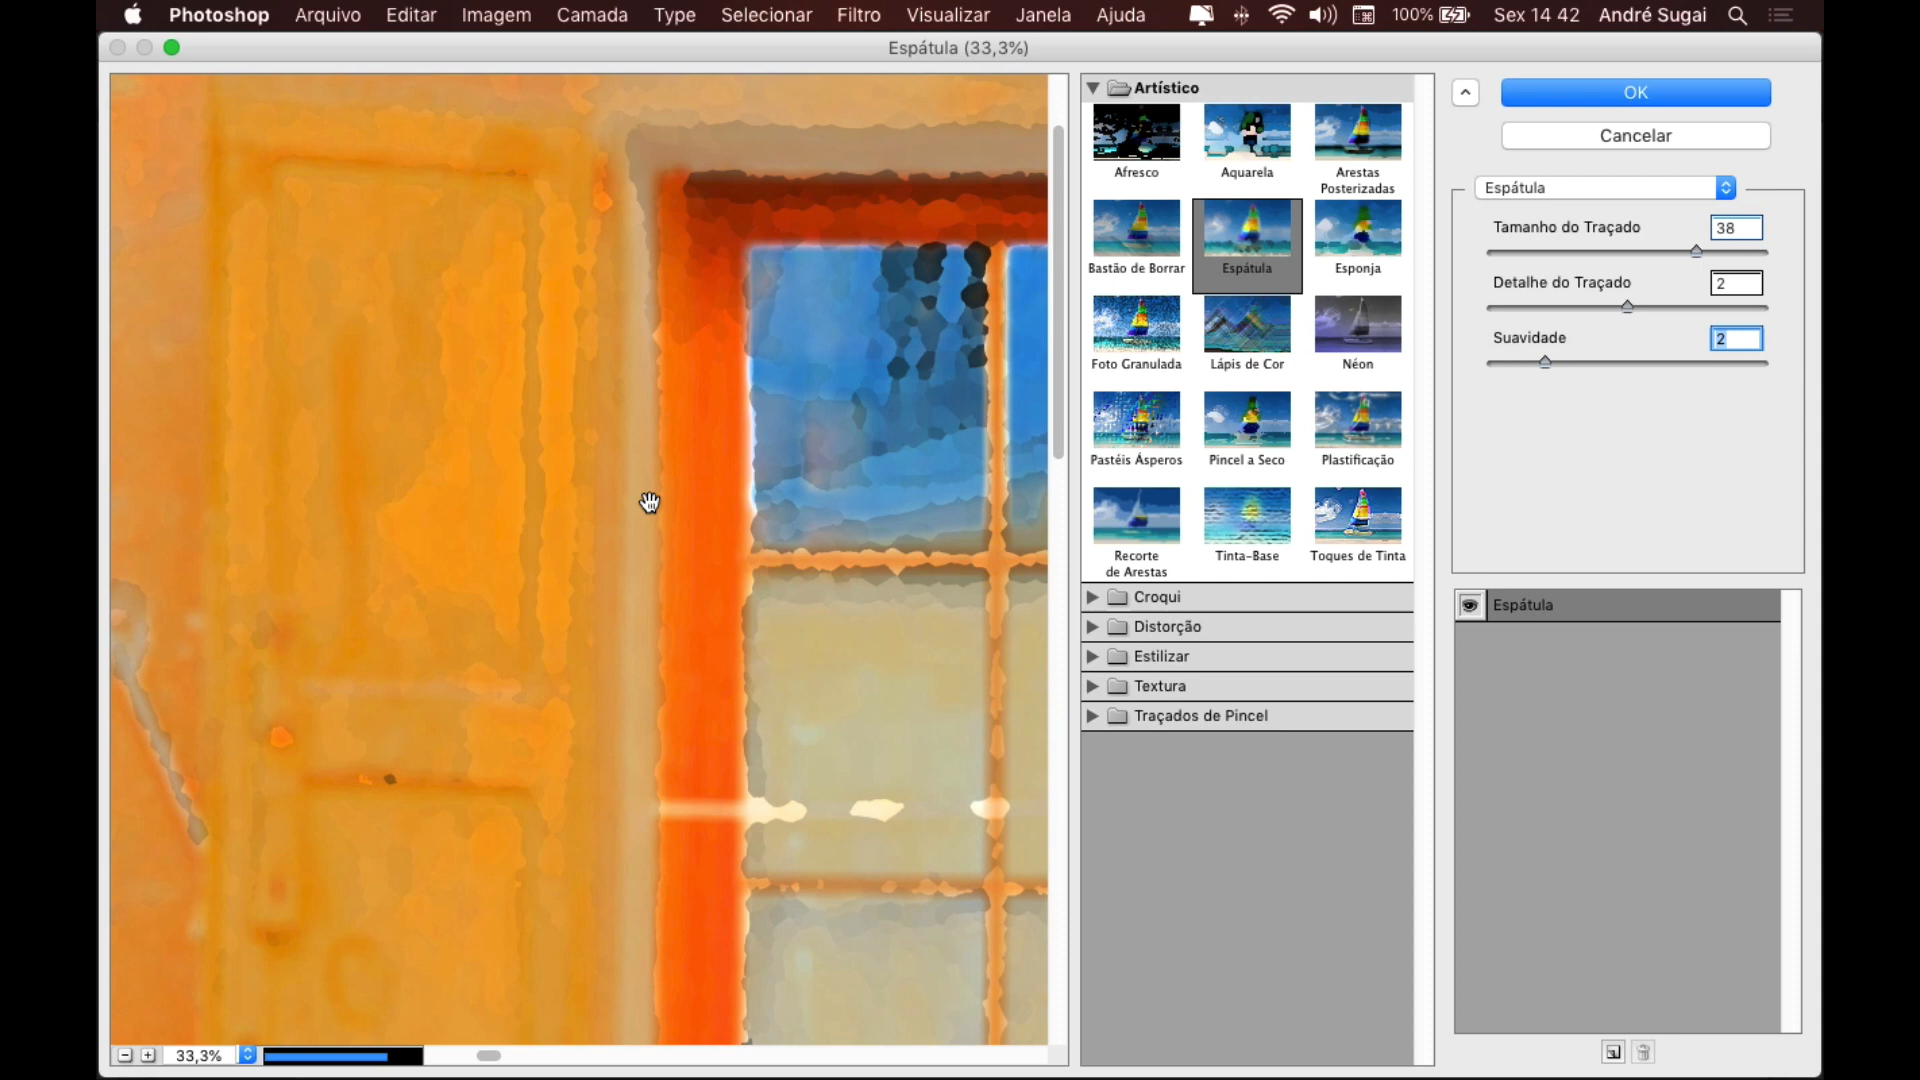 Photoshop Arquivo Editar Imagem Camada Type Selecionar Filtro Visualizar Janela Ajuda 100% Sex 14 42 André Sugai
Espátula (33,3%)
Artístico
Afresco Aquarela Arestas Posterizadas
Bastão de Borrar Espátula Esponja
Foto Granulada Lápis de Cor Néon
Pastéis Ásperos Pincel a Seco Plastificação
Recorte de Arestas Tinta-Base Toques de Tinta
Croqui
Distorção
Estilizar
Textura
Traçados de Pincel
OK
Cancelar
Espátula
Tamanho do Traçado 38
Detalhe do Traçado 2
Suavidade 2
Espátula
33,3%